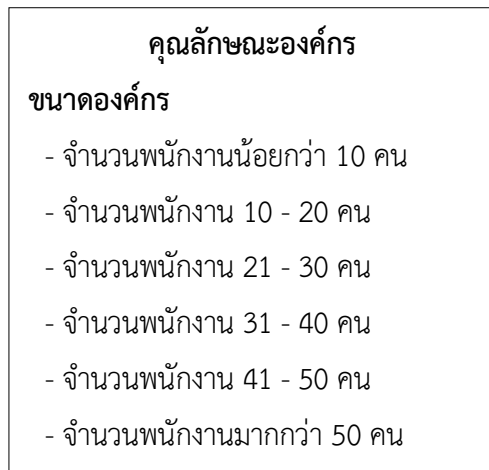 คุณลักษณะองค์กร
ขนาดองค์กร
- จำนวนพนักงานน้อยกว่า 10 คน
- จำนวนพนักงาน 10 - 20 คน
- จำนวนพนักงาน 21 - 30 คน
- จำนวนพนักงาน 31 - 40 คน
- จำนวนพนักงาน 41 - 50 คน
- จำนวนพนักงานมากกว่า 50 คน